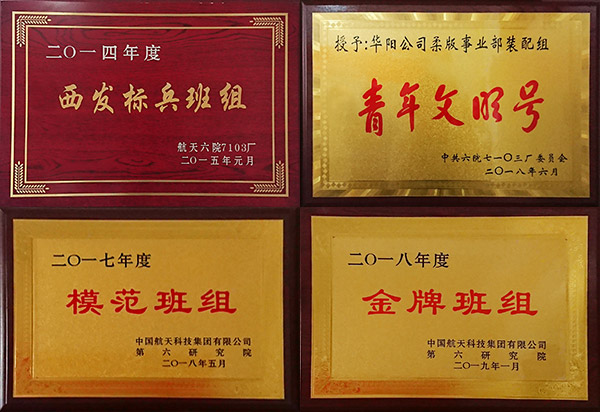 二〇一四年度
西发标兵班组
航天六院7103厂
二〇一五年元月
授予:华阳公司柔版事业部装配组
青年文明号
中共六院七一〇三厂委员会
二〇一八年六月
二〇一七年度
模范班组
中国航天科技集团有限公司
第六研究院
二〇一八年五月
二〇一八年度
金牌班组
中国航天科技集团有限公司
第六研究院
二〇一九年一月